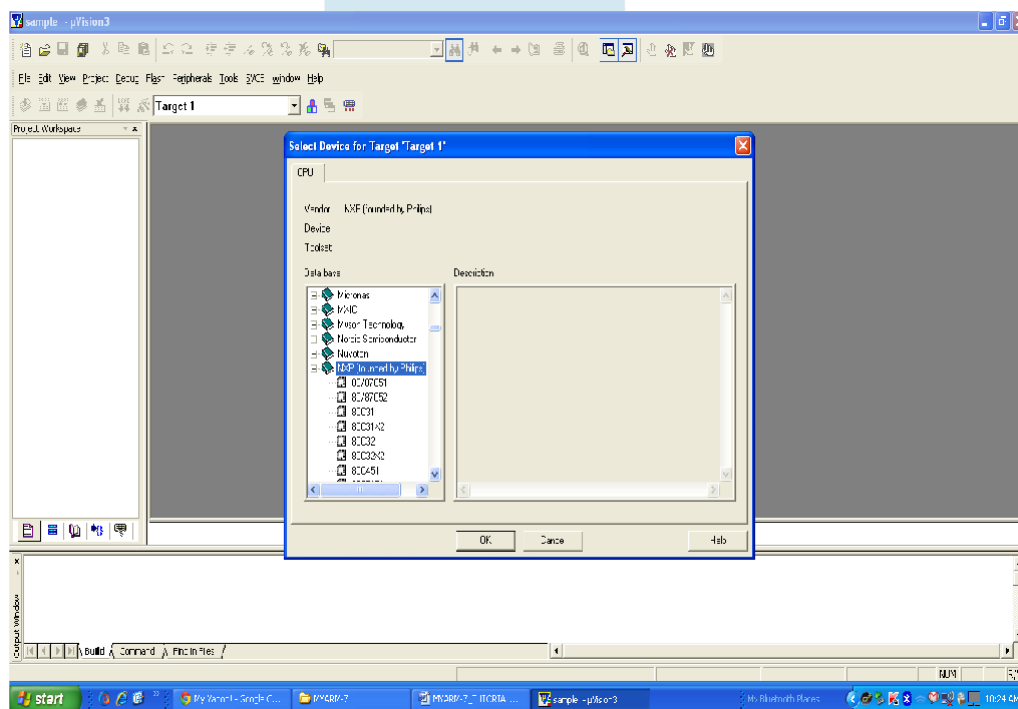 sample - µVision3
File Edit View Project Debug Flash Peripherals Tools SVCS Window Help
Target 1
Project Workspace
Select Device for Target 'Target 1'
CPU
Vendor: NXP (founded by Philips)
Device:
Toolset:
Data base
Description
Micronas
MXIC
Myson Technology
Nordic Semiconductor
Nuvoton
NXP (founded by Philips)
80/87C51
80/87C52
80C31
80C31X2
80C32
80C32X2
80C451
OK
Cancel
Help
Output Window
Build
Command
Find in Files
NUM
start
My Yahoo! - Google C...
MYARM-7
sample - µVision3
My Bluetooth Places
10:24 AM